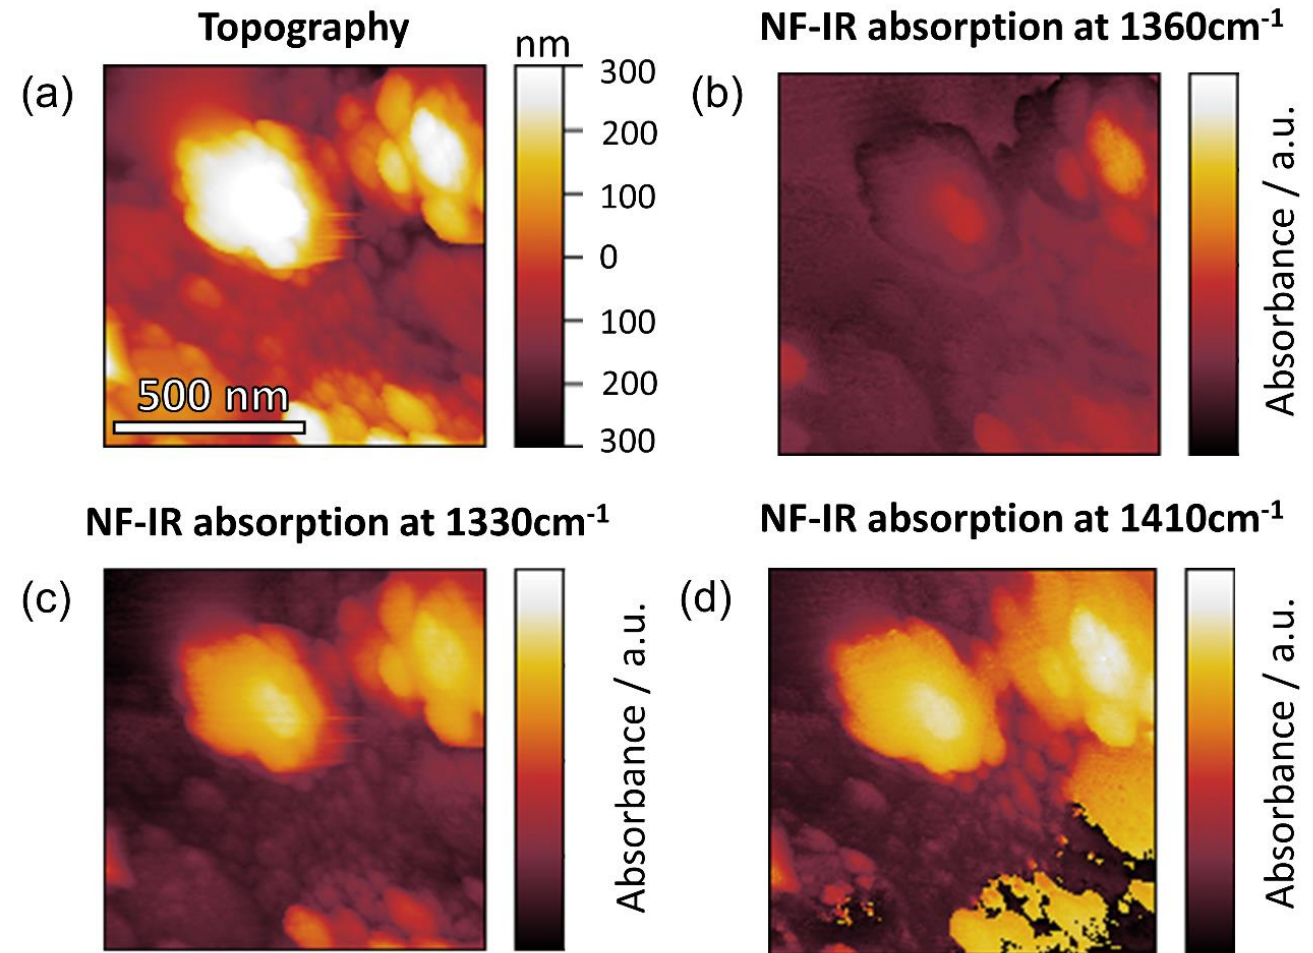 Topography
(a)
nm
300
200
100
0
100
200
300
500 nm
NF-IR absorption at 1360cm⁻¹
(b)
Absorbance / a.u.
NF-IR absorption at 1330cm⁻¹
(c)
Absorbance / a.u.
NF-IR absorption at 1410cm⁻¹
(d)
Absorbance / a.u.